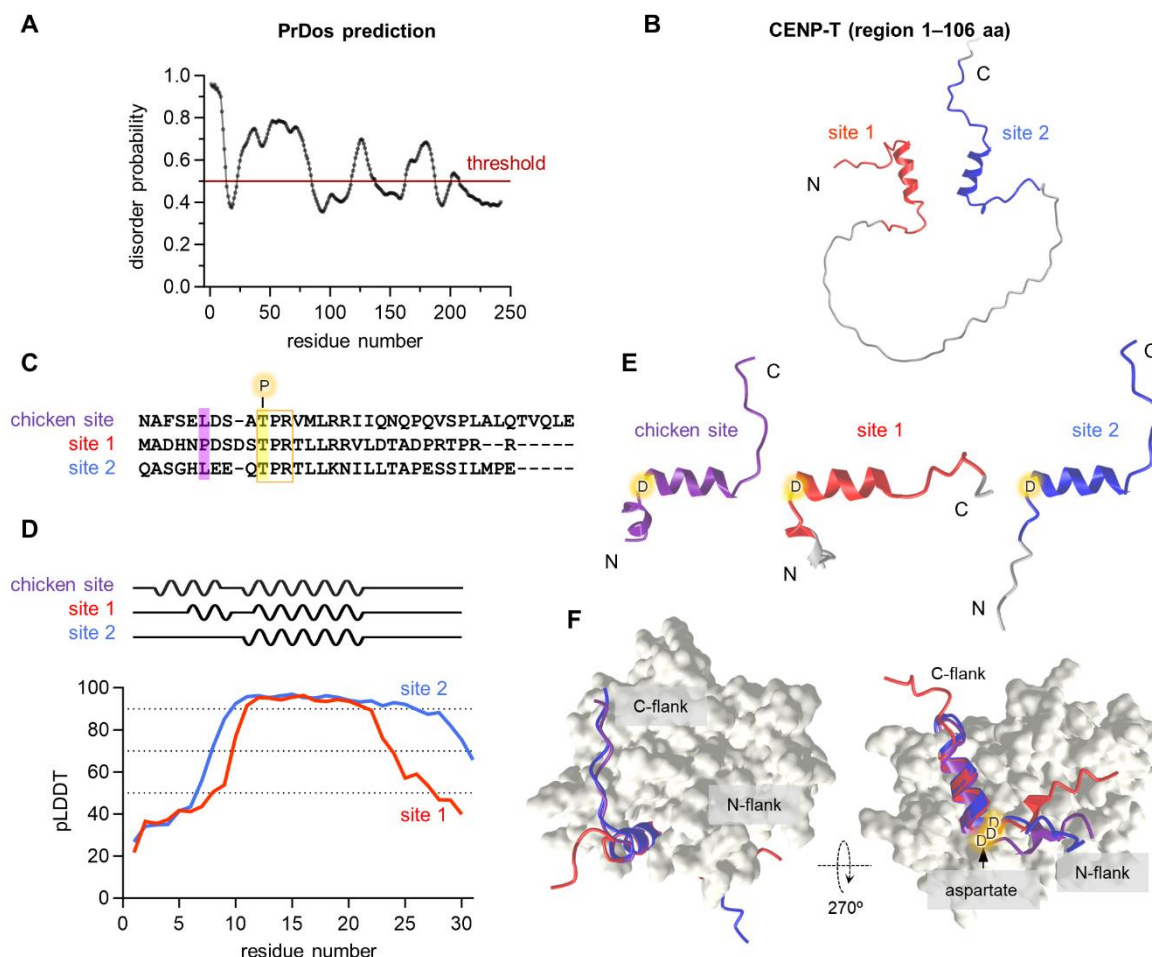 A
PrDos prediction
disorder probability
1.0
0.8
0.6
0.4
0.2
0.0
threshold
0 50 100 150 200 250
residue number
B
CENP-T (region 1–106 aa)
C
site 1
site 2
N
C
P
chicken site NAFSELDS-ATPRVMLRRIIQNQPQVSPLALQTVQLE
site 1 MADHNPDSDSTPRTLLRRVLDTADPRTPR--R-----
site 2 QASGHLEE-QTPRTLLKNILLTAPESSILMPE-----
D
chicken site
site 1
site 2
pLDDT
100
80
60
40
20
0
site 2
site 1
0 5 10 15 20 25 30
residue number
E
chicken site
site 1
site 2
C
C
C
D
D
D
N
N
N
F
C-flank
N-flank
270º
C-flank
D
D
D
N-flank
aspartate